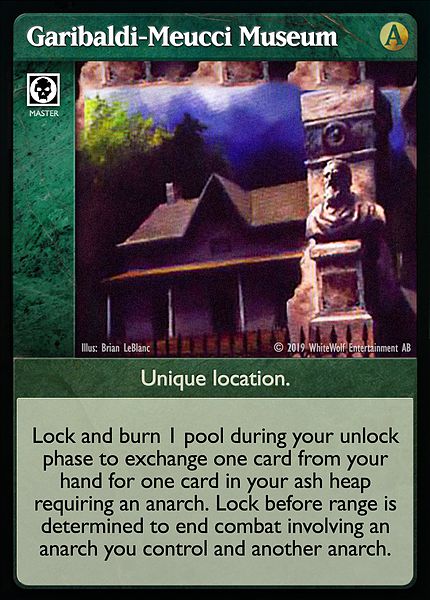 Garibaldi-Meucci Museum
A
MASTER
Illus: Brian LeBlanc
© 2019 WhiteWolf Entertainment AB
Unique location.
Lock and burn 1 pool during your unlock
phase to exchange one card from your
hand for one card in your ash heap
requiring an anarch. Lock before range is
determined to end combat involving an
anarch you control and another anarch.